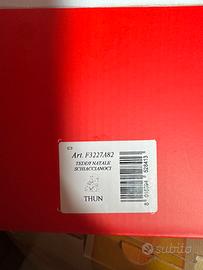 Art. F3227A82
TEDDY NATALE
SCHIACCIANOCI
THUN
subito